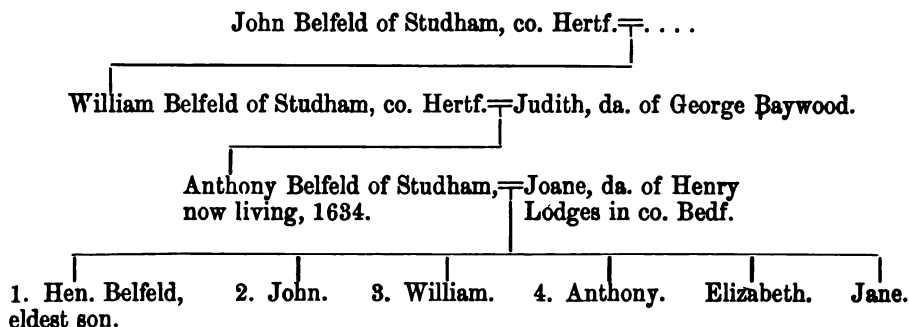 John Belfeld of Studham, co. Hertf.=. . . .
William Belfeld of Studham, co. Hertf.=Judith, da. of George Baywood.
Anthony Belfeld of Studham,=Joane, da. of Henry
now living, 1634. Lodges in co. Bedf.
1. Hen. Belfeld, 2. John. 3. William. 4. Anthony. Elizabeth. Jane.
eldest son.